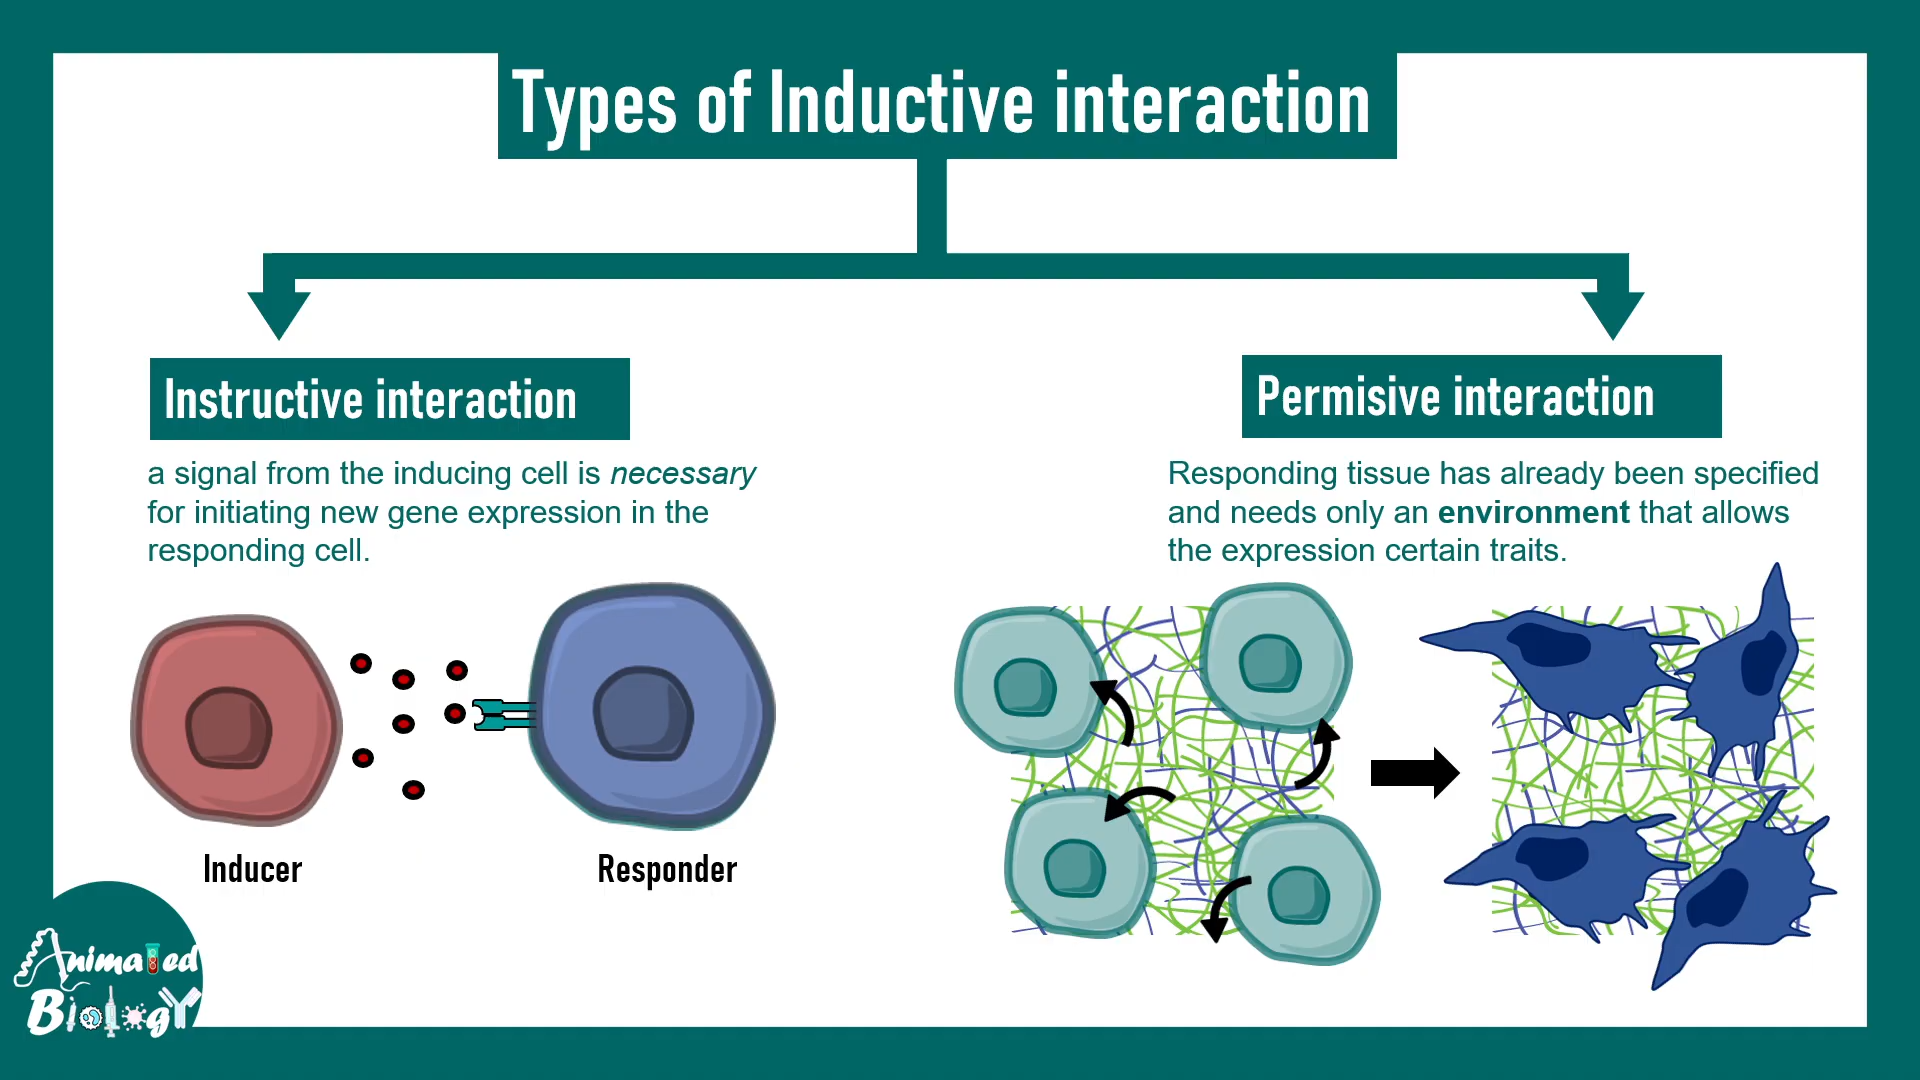 Types of Inductive interaction
Instructive interaction
a signal from the inducing cell is necessary
for initiating new gene expression in the
responding cell.
Inducer
Responder
Permisive interaction
Responding tissue has already been specified
and needs only an environment that allows
the expression certain traits.
Animated
Biology